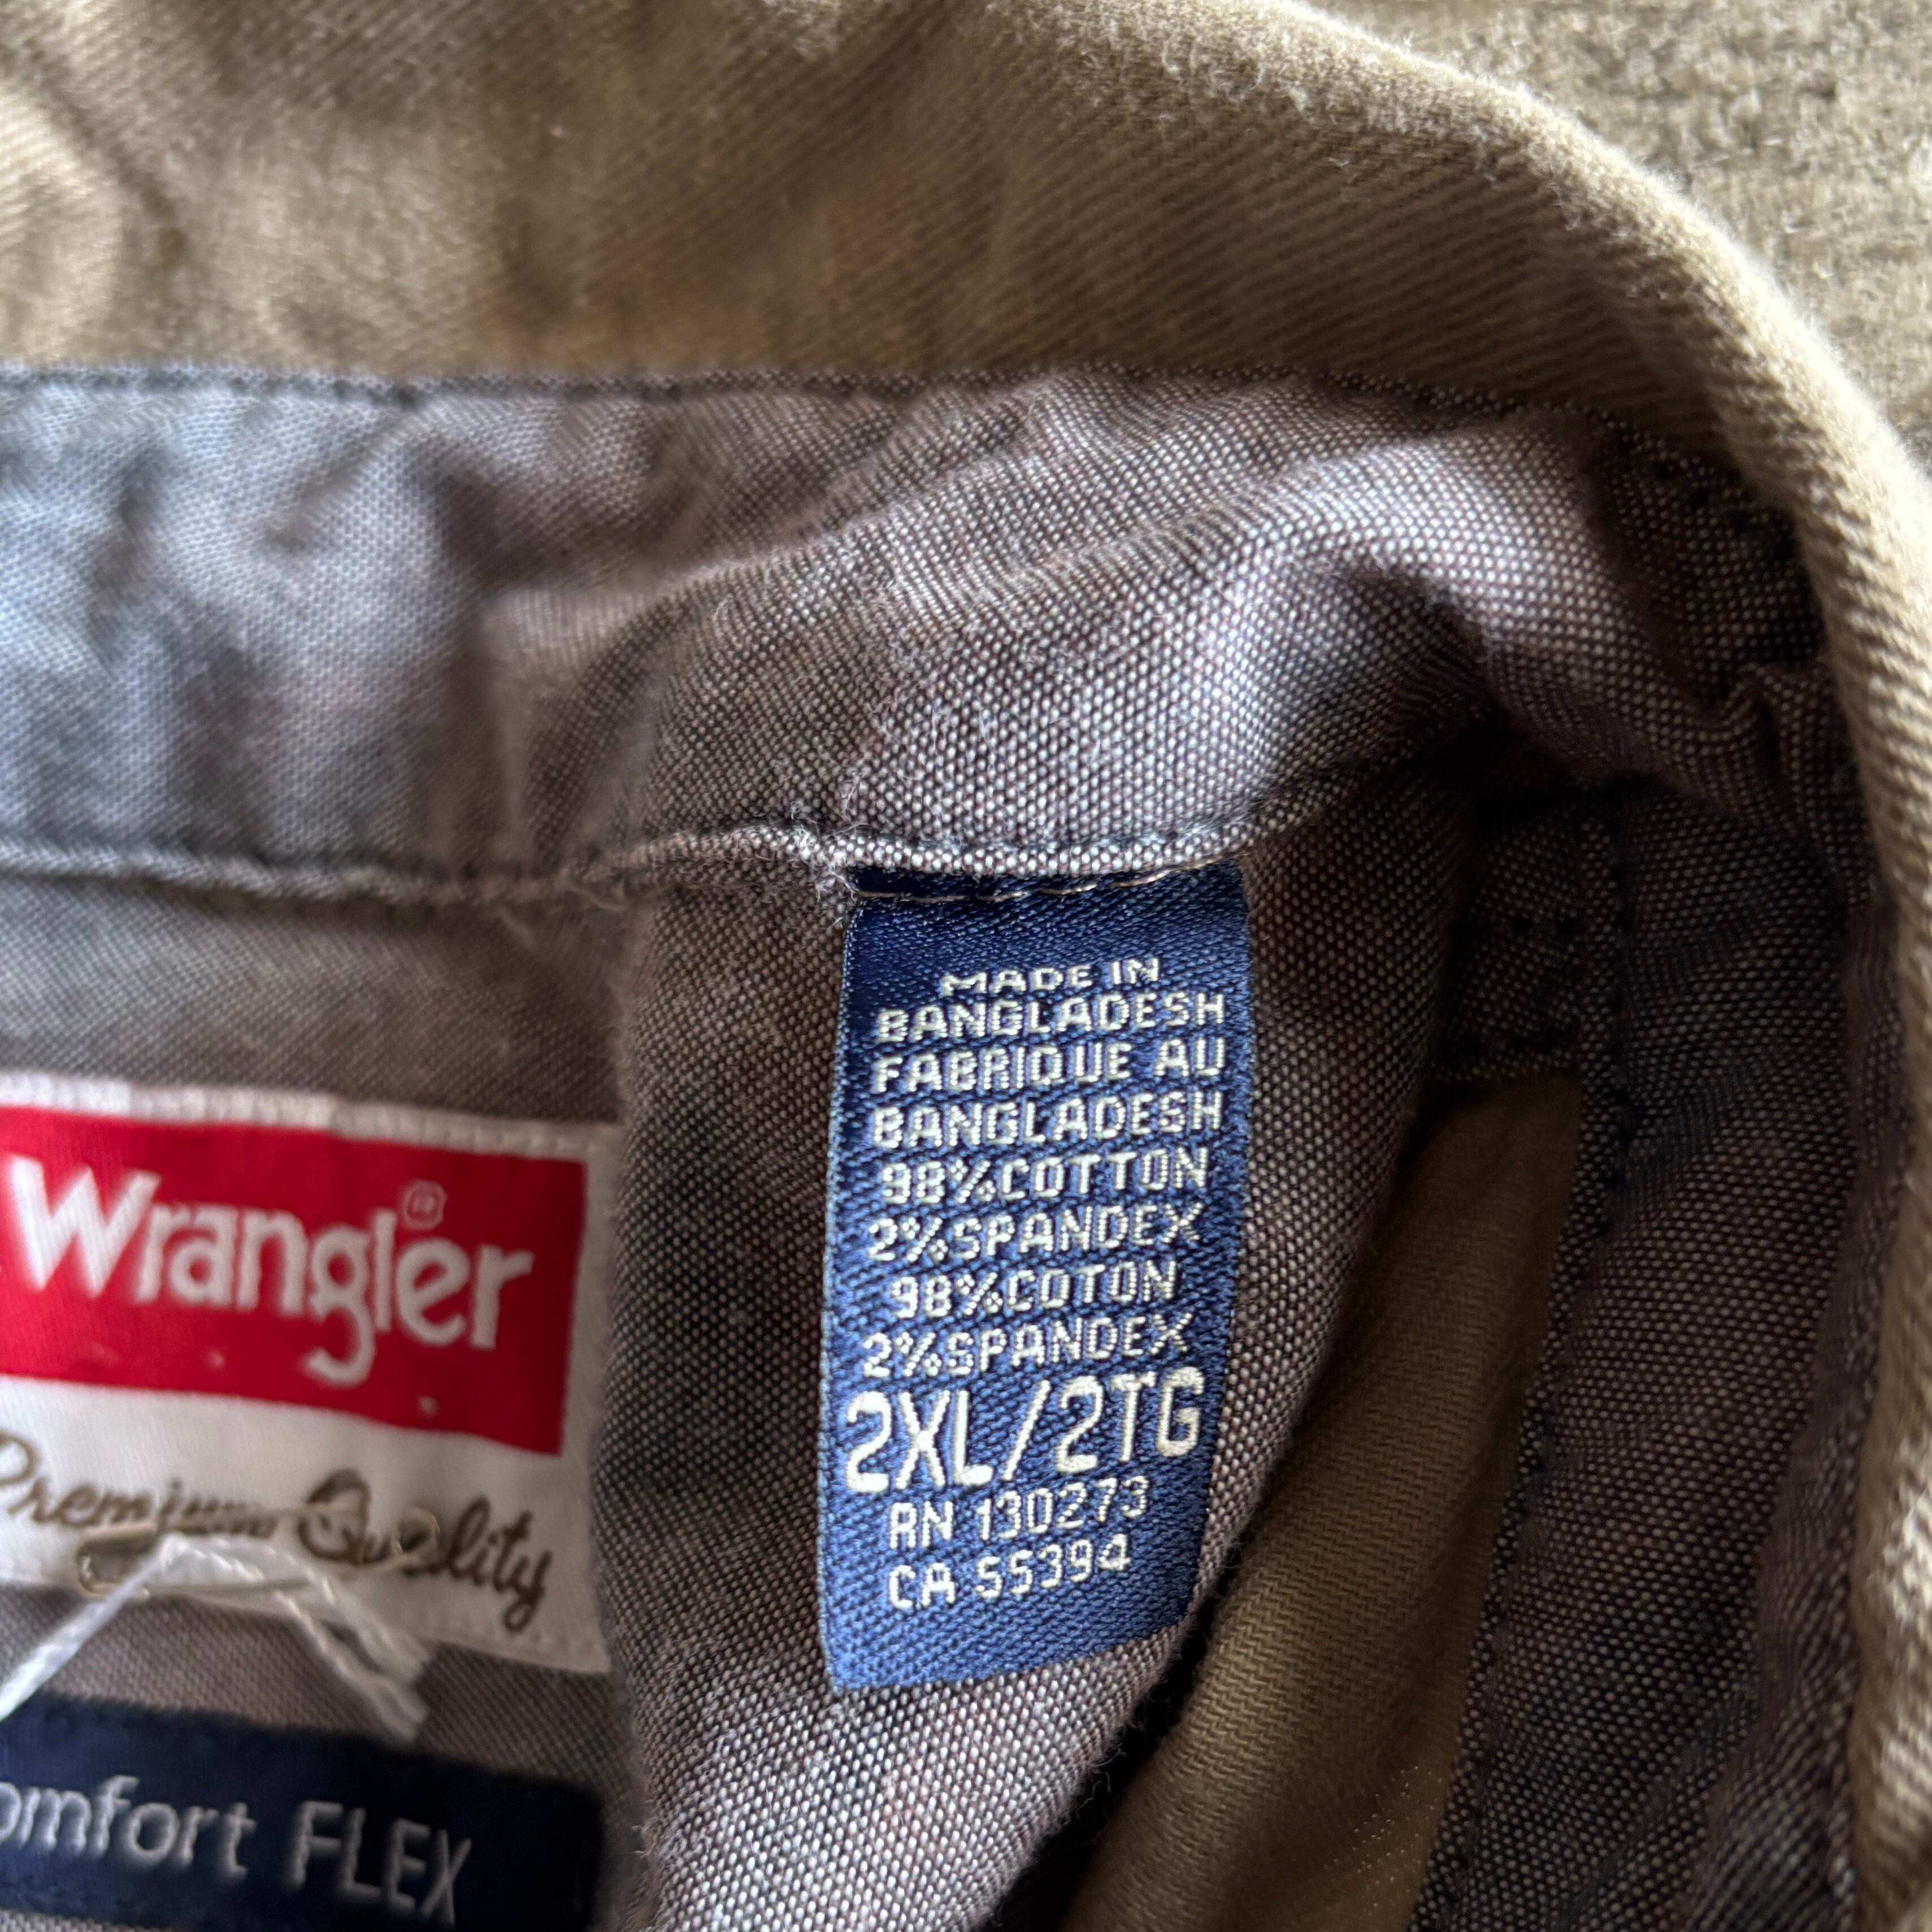 MADE IN
BANGLADESH
FABRIQUE AU
BANGLADESH
98%COTTON
2%SPANDEX
98%COTON
2%SPANDEX
2XL/2TG
RN 130273
CA 55394
Wrangler®
Premium Quality
omfort FLEX